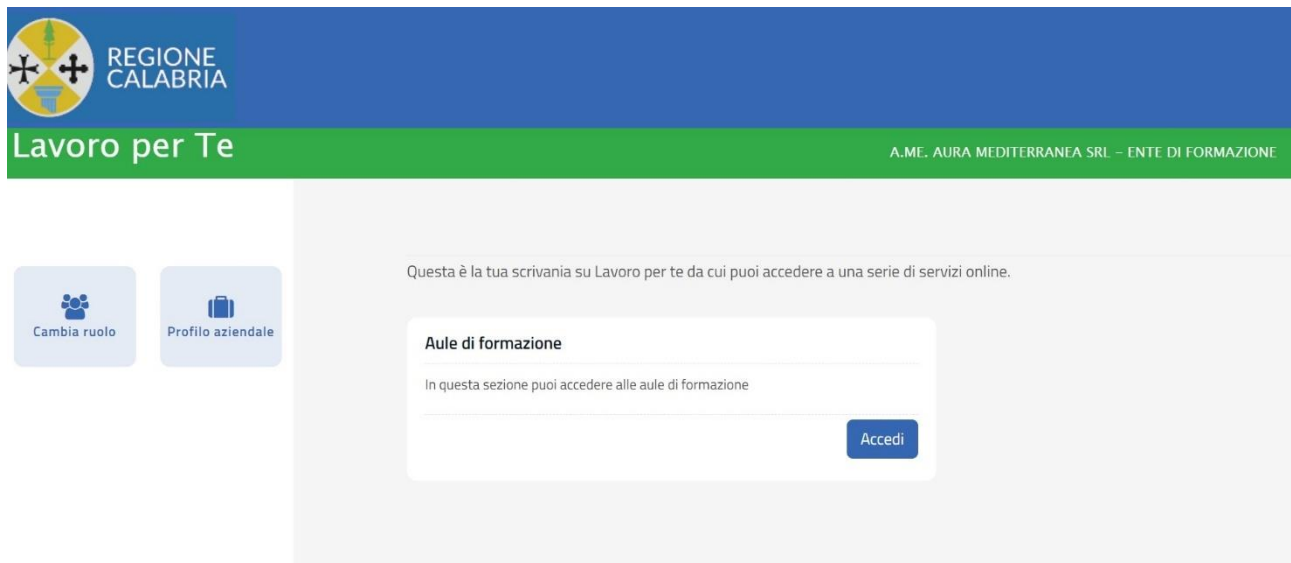 REGIONE
CALABRIA
Lavoro per Te
A.ME. AURA MEDITERRANEA SRL – ENTE DI FORMAZIONE
Cambia ruolo
Profilo aziendale
Questa è la tua scrivania su Lavoro per te da cui puoi accedere a una serie di servizi online.
Aule di formazione
In questa sezione puoi accedere alle aule di formazione
Accedi